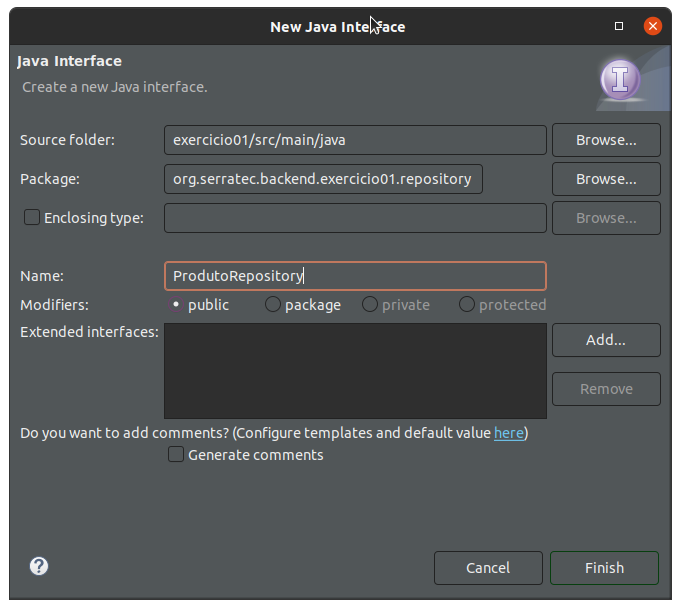 New Java Interface
Java Interface
Create a new Java interface.
I
Source folder: exercicio01/src/main/java Browse...
Package: org.serratec.backend.exercicio01.repository Browse...
Enclosing type: Browse...
Name: ProdutoRepository
Modifiers: public package private protected
Extended interfaces: Add...
Remove
Do you want to add comments? (Configure templates and default value here)
Generate comments
? Cancel Finish